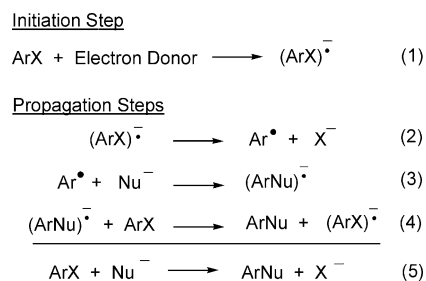 Initiation Step
ArX + Electron Donor ⟶ (ArX)•̅ (1)
Propagation Steps
(ArX)•̅ ⟶ Ar• + X⁻ (2)
Ar• + Nu⁻ ⟶ (ArNu)•̅ (3)
(ArNu)•̅ + ArX ⟶ ArNu + (ArX)•̅ (4)
ArX + Nu⁻ ⟶ ArNu + X⁻ (5)